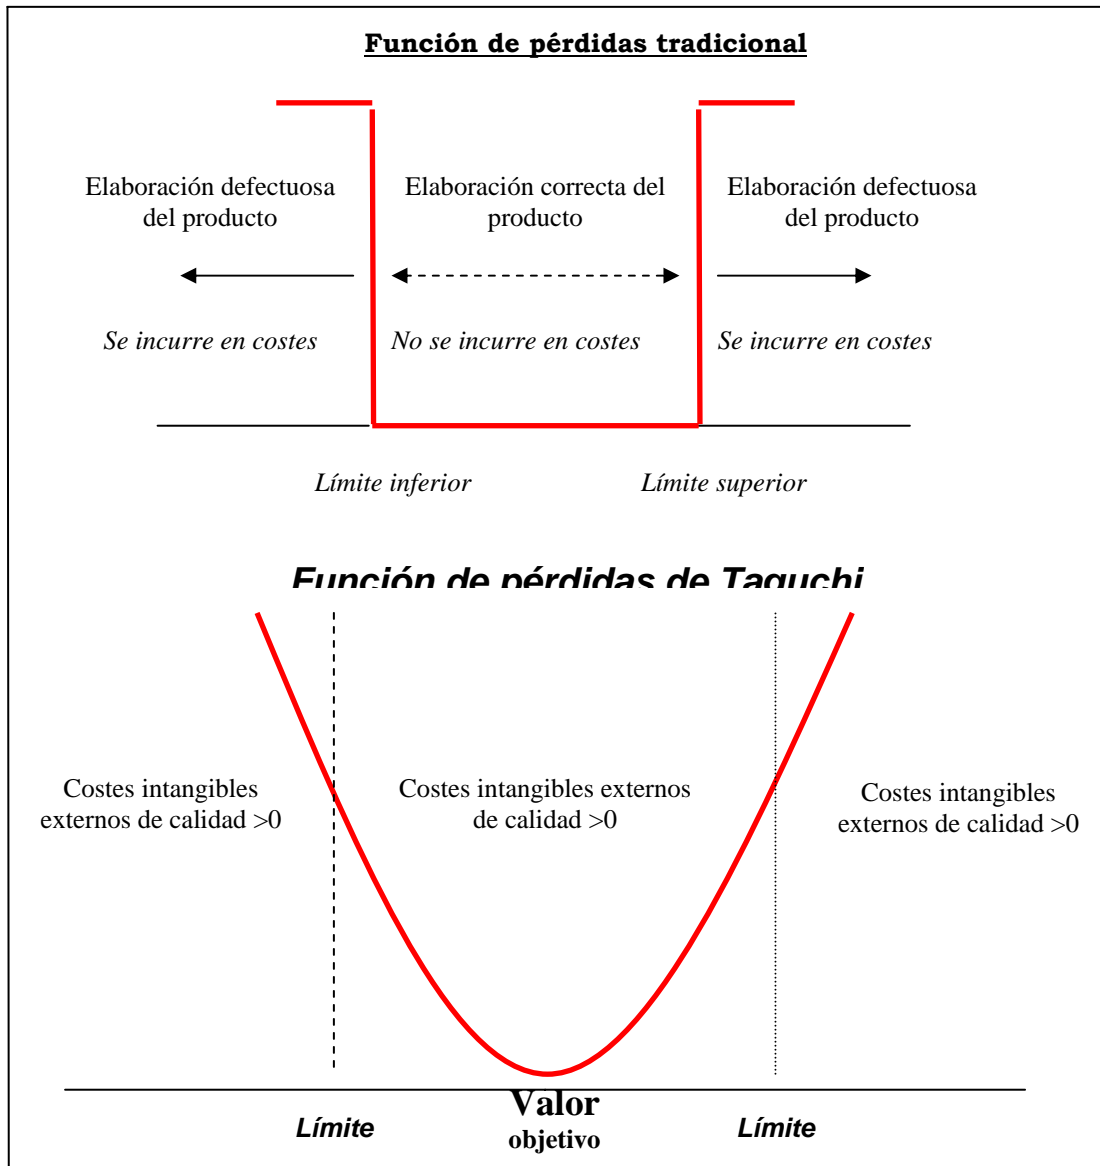 Función de pérdidas tradicional
Elaboración defectuosa
del producto
Elaboración correcta del
producto
Elaboración defectuosa
del producto
Se incurre en costes
No se incurre en costes
Se incurre en costes
Límite inferior
Límite superior
Función de pérdidas de Taguchi
Costes intangibles
externos de calidad >0
Costes intangibles externos
de calidad >0
Costes intangibles
externos de calidad >0
Valor
objetivo
Límite
Límite